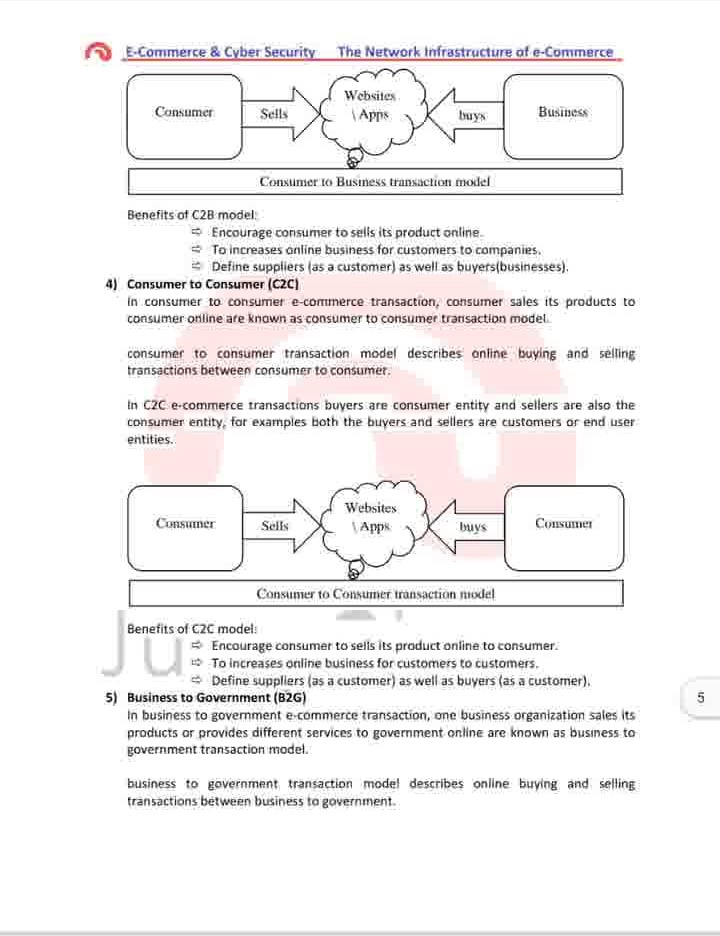 E-Commerce & Cyber Security The Network Infrastructure of e-Commerce
Consumer
Sells
Websites
\ Apps
buys
Business
Consumer to Business transaction model
Benefits of C2B model:
⇨ Encourage consumer to sells its product online.
⇨ To increases online business for customers to companies.
⇨ Define suppliers (as a customer) as well as buyers(businesses).
4) Consumer to Consumer (C2C)
In consumer to consumer e-commerce transaction, consumer sales its products to
consumer online are known as consumer to consumer transaction model.
consumer to consumer transaction model describes online buying and selling
transactions between consumer to consumer.
In C2C e-commerce transactions buyers are consumer entity and sellers are also the
consumer entity, for examples both the buyers and sellers are customers or end user
entities.
Consumer
Sells
Websites
\ Apps
buys
Consumer
Consumer to Consumer transaction model
Benefits of C2C model:
⇨ Encourage consumer to sells its product online to consumer.
⇨ To increases online business for customers to customers.
⇨ Define suppliers (as a customer) as well as buyers (as a customer).
5) Business to Government (B2G)
In business to government e-commerce transaction, one business organization sales its
products or provides different services to government online are known as business to
government transaction model.
business to government transaction model describes online buying and selling
transactions between business to government.
5